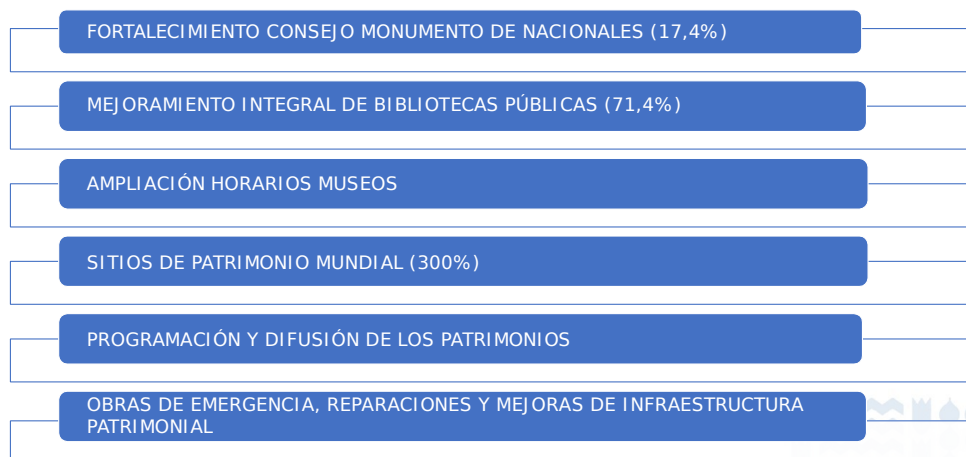 FORTALECIMIENTO CONSEJO MONUMENTO DE NACIONALES (17,4%)
MEJORAMIENTO INTEGRAL DE BIBLIOTECAS PÚBLICAS (71,4%)
AMPLIACIÓN HORARIOS MUSEOS
SITIOS DE PATRIMONIO MUNDIAL (300%)
PROGRAMACIÓN Y DIFUSIÓN DE LOS PATRIMONIOS
OBRAS DE EMERGENCIA, REPARACIONES Y MEJORAS DE INFRAESTRUCTURA
PATRIMONIAL